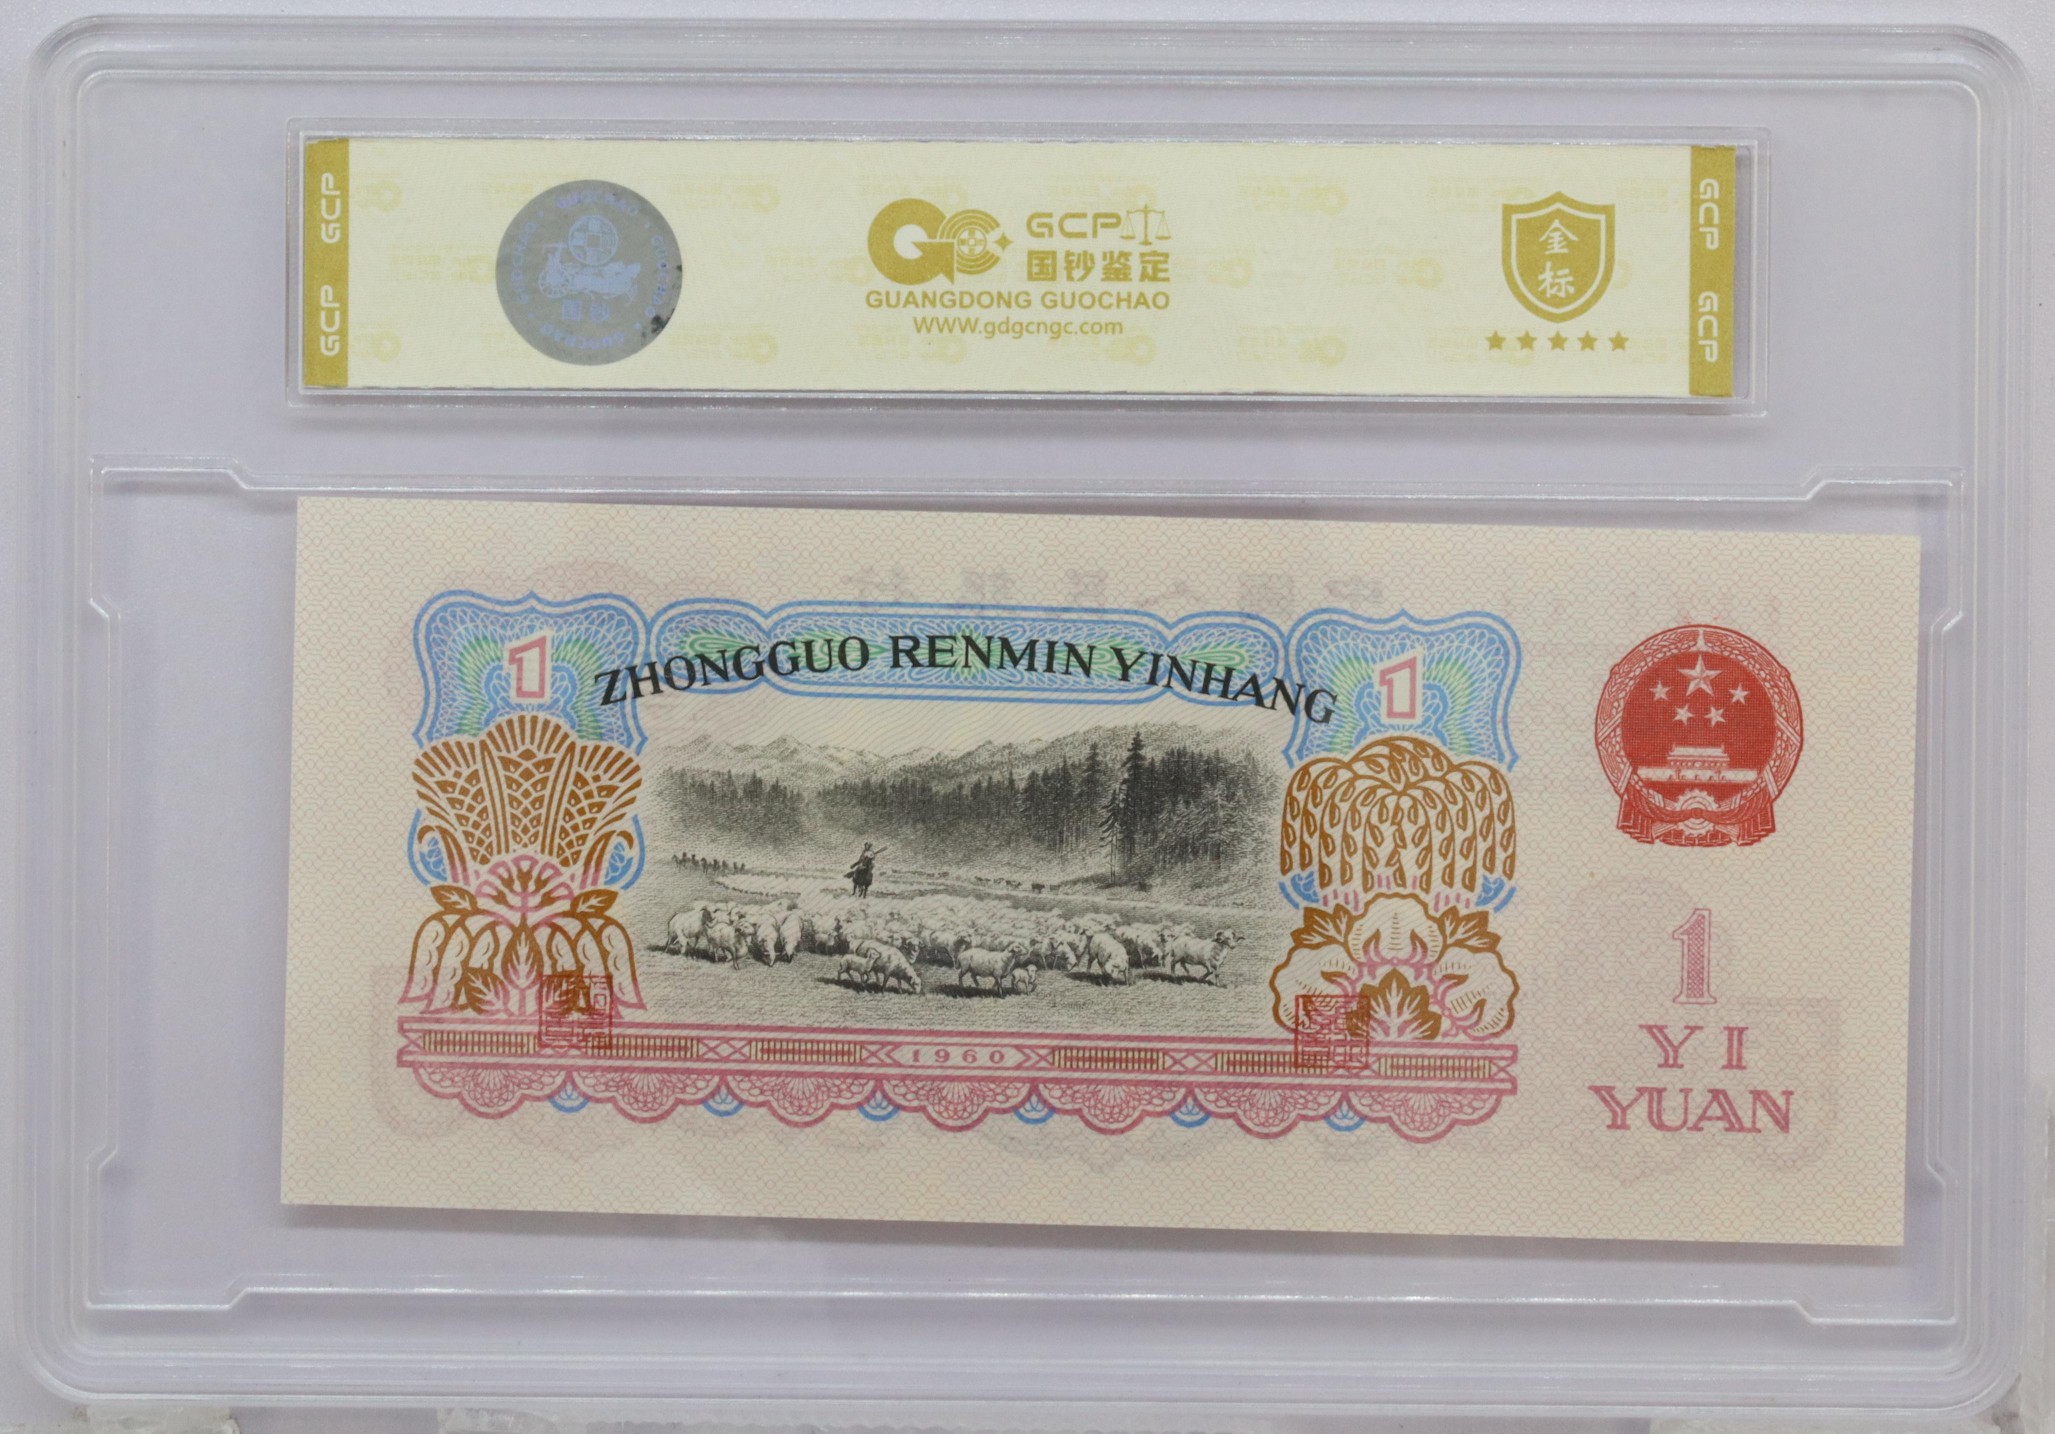 GCP
GCP
GCP
国钞鉴定
GUANGDONG GUOCHAO
WWW.gdgcngc.com
金标
GCP
GCP
1
ZHONGGUO RENMIN YINHANG
1
1960
1
YI
YUAN